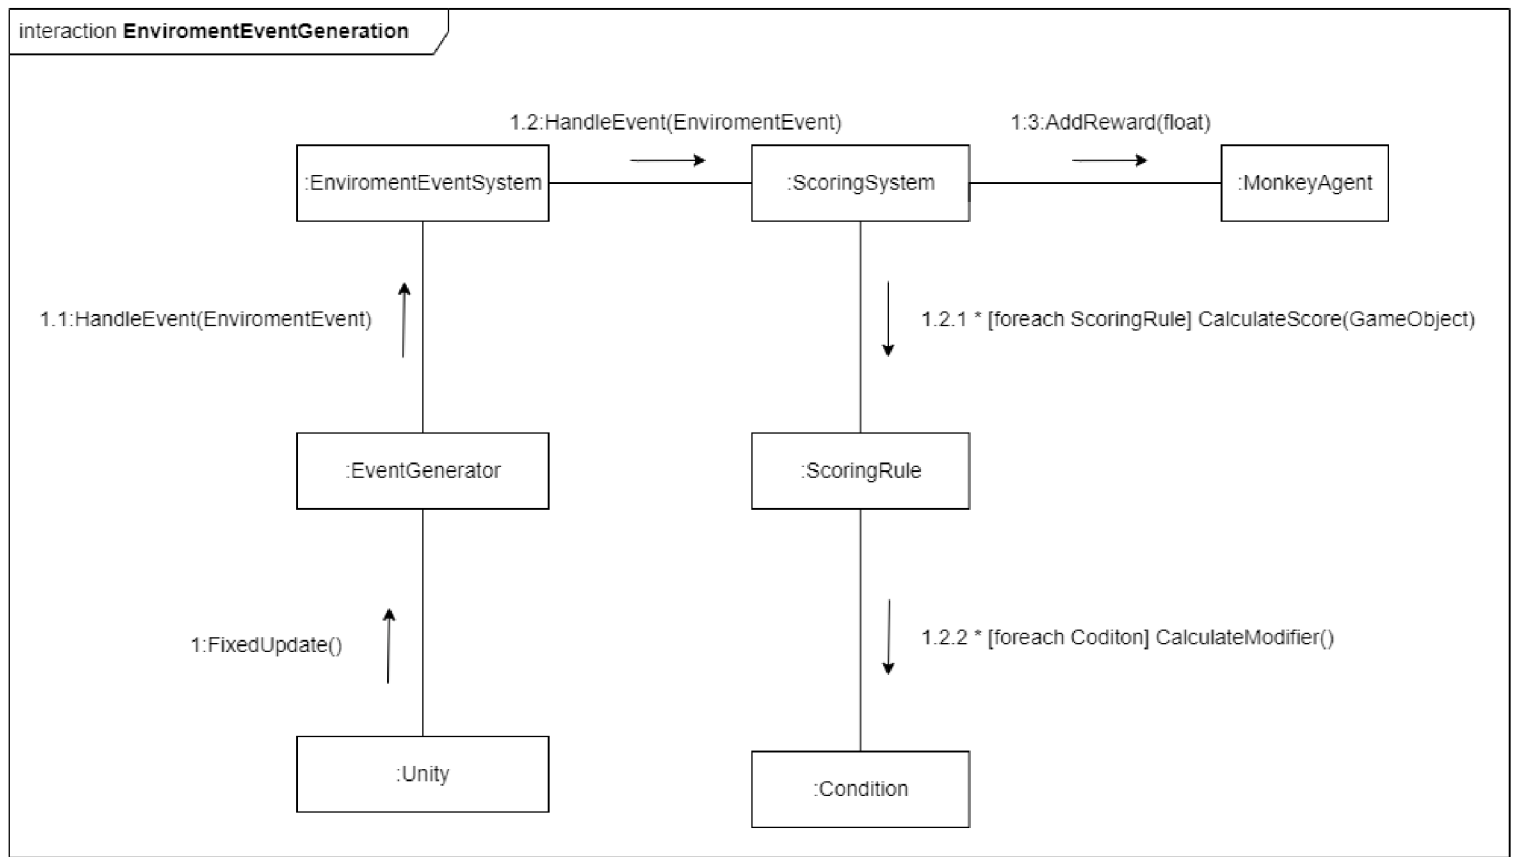 interaction EnviromentEventGeneration
1.2:HandleEvent(EnviromentEvent)
1:3:AddReward(float)
:EnviromentEventSystem
:ScoringSystem
:MonkeyAgent
1.1:HandleEvent(EnviromentEvent)
1.2.1 * [foreach ScoringRule] CalculateScore(GameObject)
:EventGenerator
:ScoringRule
1:FixedUpdate()
1.2.2 * [foreach Coditon] CalculateModifier()
:Unity
:Condition